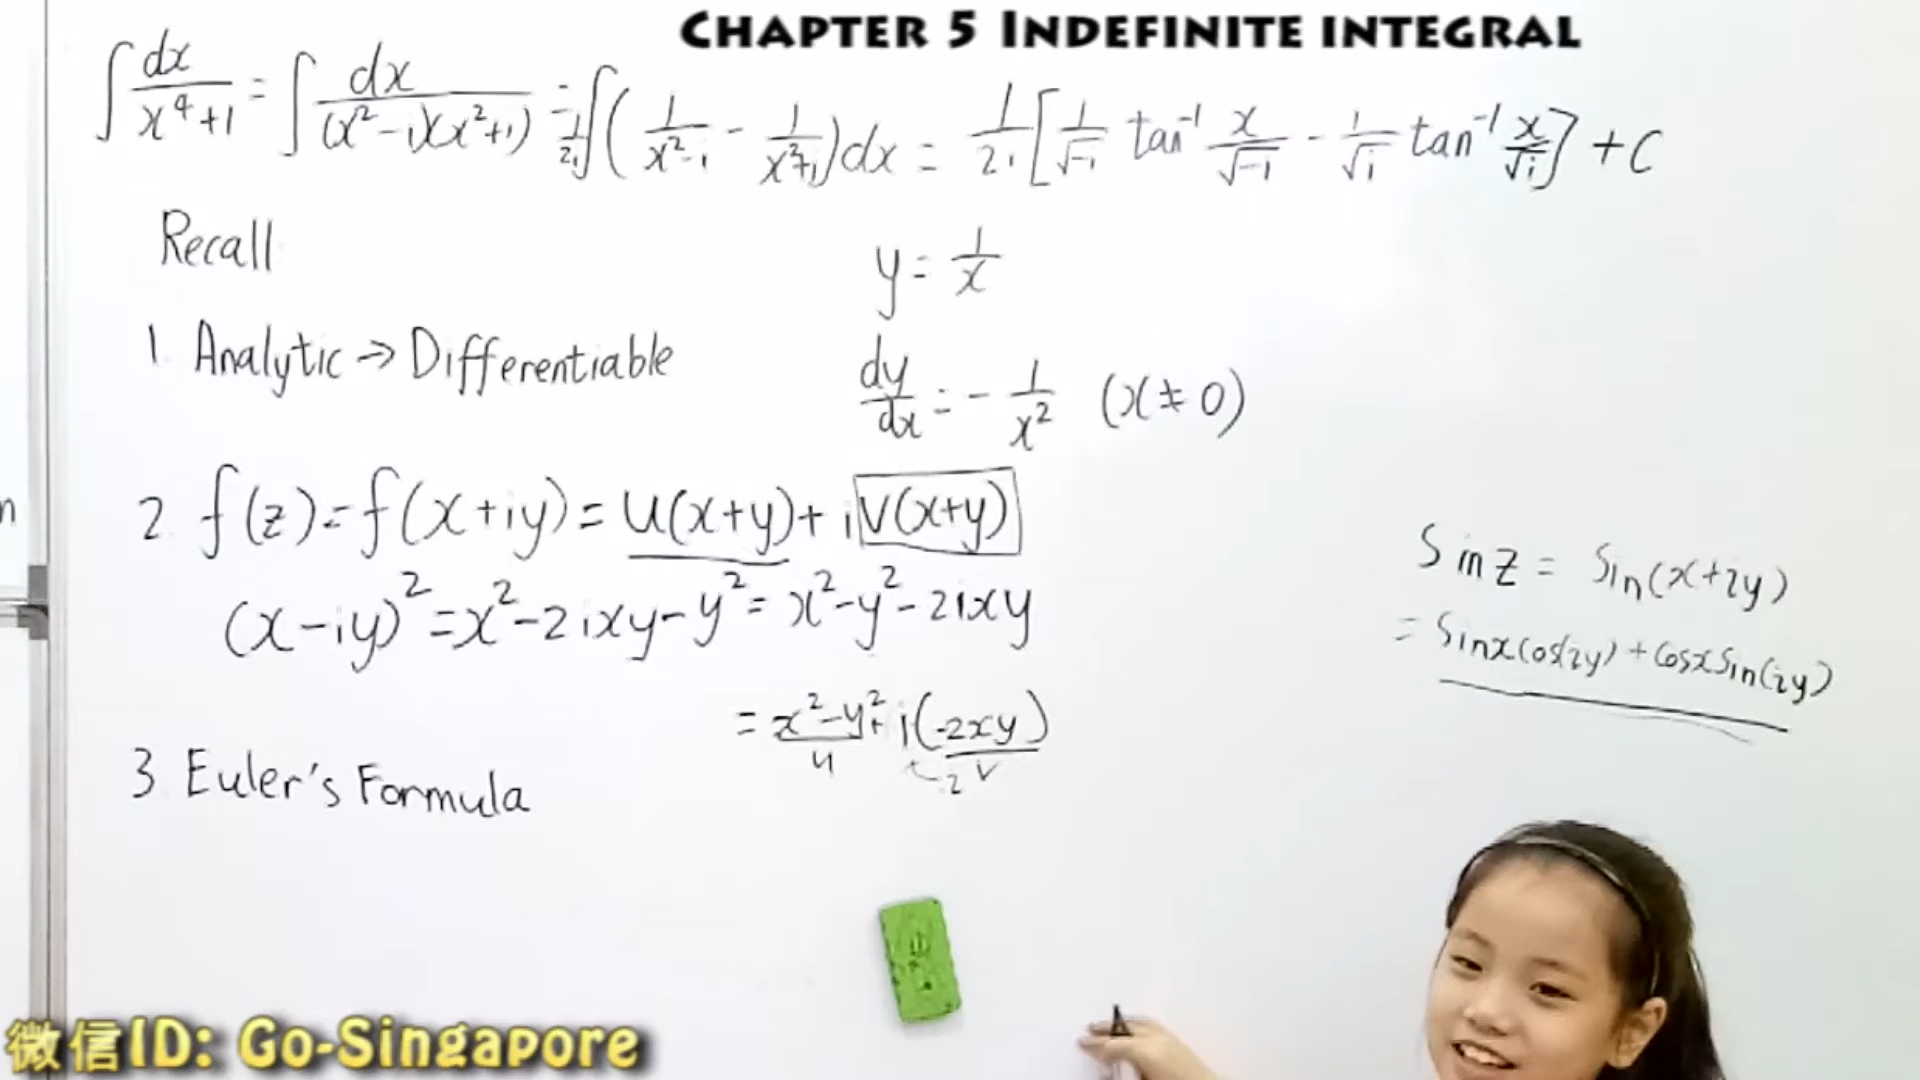 CHAPTER 5 INDEFINITE INTEGRAL
∫ dx/(x⁴+1) = ∫ dx/((x²-i)(x²+i)) = 1/2i ∫ (1/(x²-i) - 1/(x²+i)) dx = 1/2i [1/√-i tan⁻¹ x/√-i - 1/√i tan⁻¹ x/√i] + C
Recall
y = 1/x
1. Analytic → Differentiable
dy/dx = - 1/x² (x ≠ 0)
n
2. f(z) = f(x+iy) = u(x+y) + iV(x+y)
(x-iy)² = x² - 2ixy - y² = x² - y² - 2ixy
= x² - y² + i(-2xy)
u
v
Sin z = Sin(x+iy)
= Sinx cos(iy) + Cosx Sin(iy)
3. Euler's Formula
微信ID: Go-Singapore